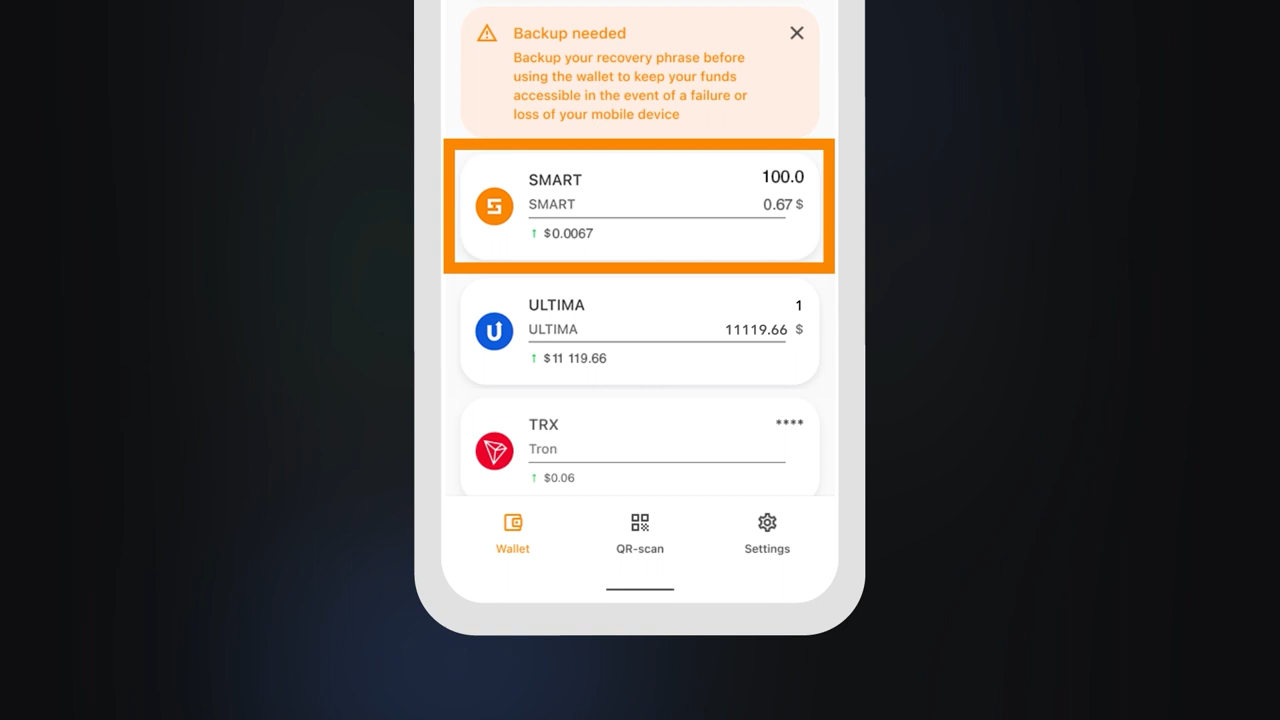 Backup needed
Backup your recovery phrase before
using the wallet to keep your funds
accessible in the event of a failure or
loss of your mobile device
SMART 100.0
SMART 0.67 $
↑ $0.0067
ULTIMA 1
ULTIMA 11119.66 $
↑ $11 119.66
TRX ****
Tron
↑ $0.06
Wallet QR-scan Settings